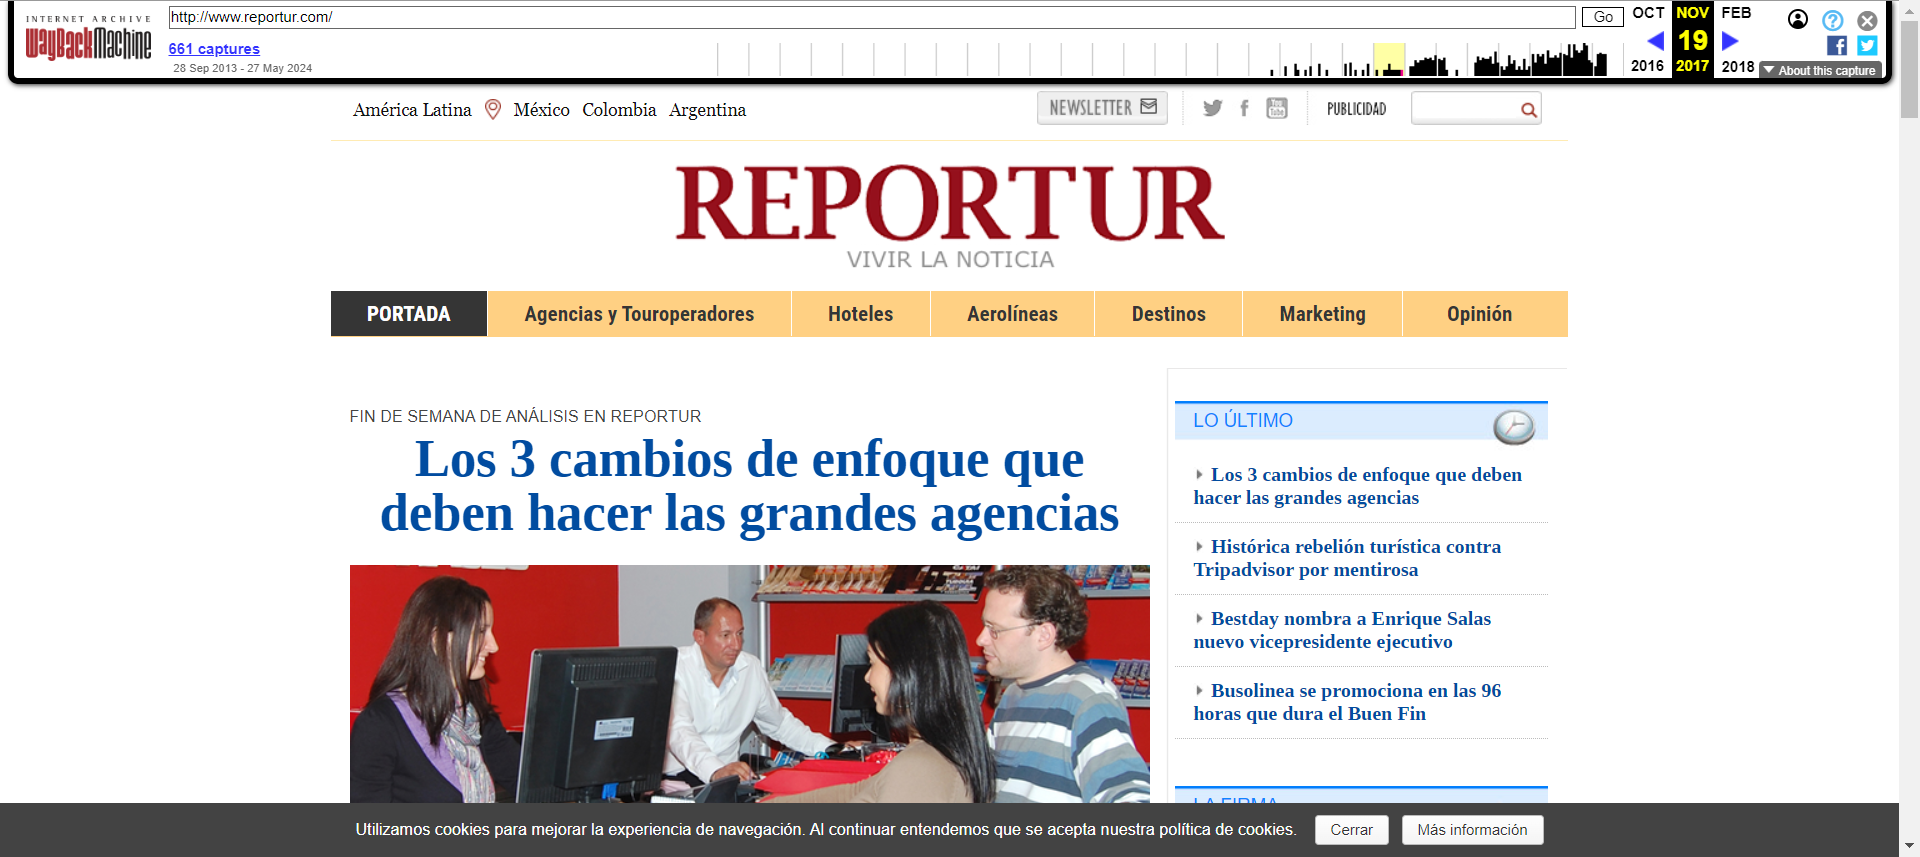 INTERNET ARCHIVE
WayBackMachine
http://www.reportur.com/
Go
661 captures
28 Sep 2013 - 27 May 2024
OCT NOV FEB
19
2016 2017 2018
About this capture
América Latina México Colombia Argentina
NEWSLETTER
You
Tube
PUBLICIDAD
REPORTUR
VIVIR LA NOTICIA
PORTADA Agencias y Touroperadores Hoteles Aerolíneas Destinos Marketing Opinión
FIN DE SEMANA DE ANÁLISIS EN REPORTUR
Los 3 cambios de enfoque que
deben hacer las grandes agencias
LO ÚLTIMO
Los 3 cambios de enfoque que deben
hacer las grandes agencias
Histórica rebelión turística contra
Tripadvisor por mentirosa
Bestday nombra a Enrique Salas
nuevo vicepresidente ejecutivo
Busolinea se promociona en las 96
horas que dura el Buen Fin
LA FIRMA
Utilizamos cookies para mejorar la experiencia de navegación. Al continuar entendemos que se acepta nuestra política de cookies.
Cerrar
Más información